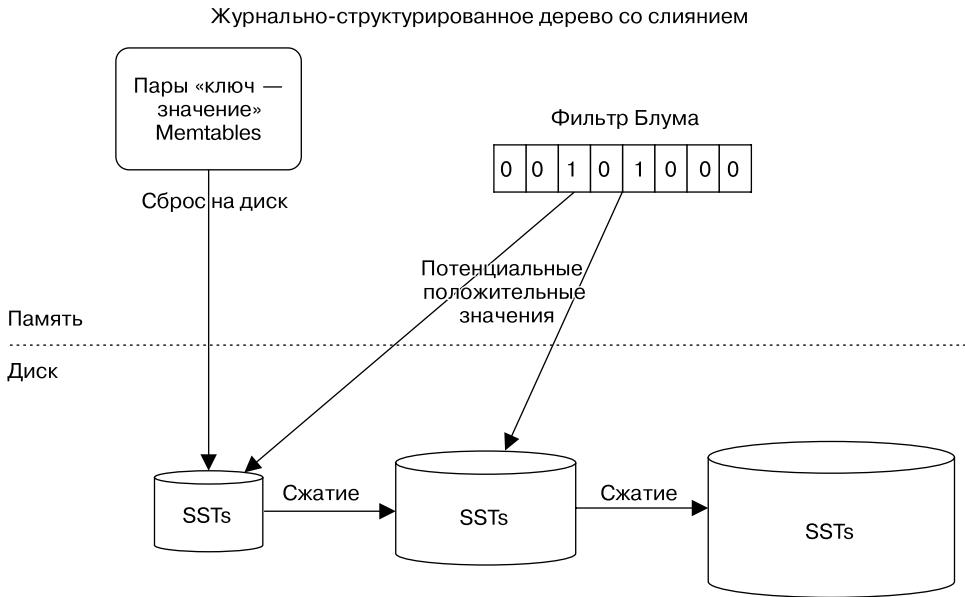 Журнально-структурированное дерево со слиянием
Пары «ключ —
значение»
Memtables
Фильтр Блума
0 0 1 0 1 0 0 0
Сброс на диск
Потенциальные
положительные
значения
Память
Диск
SSTs
Сжатие
SSTs
Сжатие
SSTs